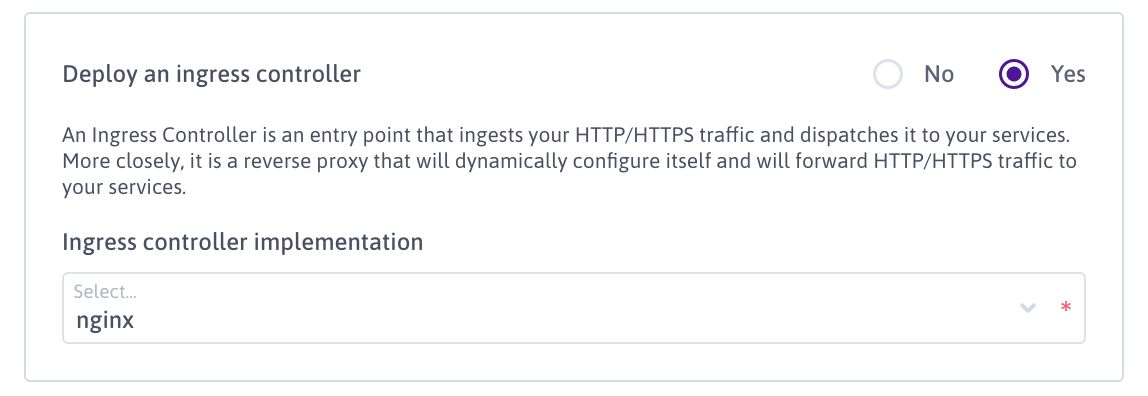 Deploy an ingress controller No Yes
An Ingress Controller is an entry point that ingests your HTTP/HTTPS traffic and dispatches it to your services.
More closely, it is a reverse proxy that will dynamically configure itself and will forward HTTP/HTTPS traffic to
your services.
Ingress controller implementation
Select...
nginx *